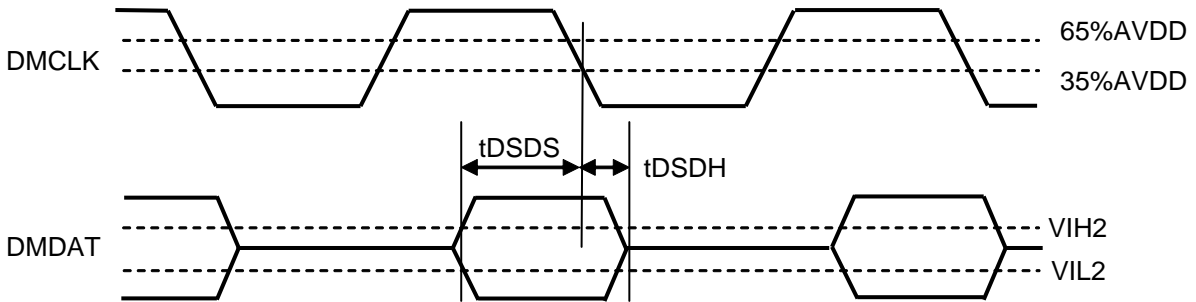 DMCLK
65%AVDD
35%AVDD
tDSDS
tDSDH
DMDAT
VIH2
VIL2